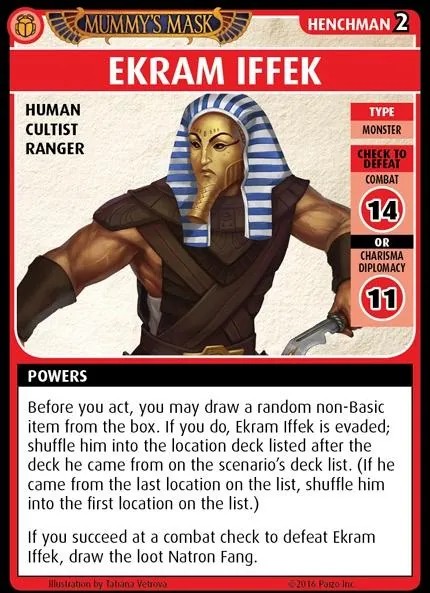 MUMMY'S MASK
HENCHMAN 2
EKRAM IFFEK
HUMAN
CULTIST
RANGER
TYPE
MONSTER
CHECK TO
DEFEAT
COMBAT
14
OR
CHARISMA
DIPLOMACY
11
POWERS
Before you act, you may draw a random non-Basic
item from the box. If you do, Ekram Iffek is evaded;
shuffle him into the location deck listed after the
deck he came from on the scenario's deck list. (If he
came from the last location on the list, shuffle him
into the first location on the list.)
If you succeed at a combat check to defeat Ekram
Iffek, draw the loot Natron Fang.
Illustration by Tatiana Vetrova
©2016 Paizo Inc.